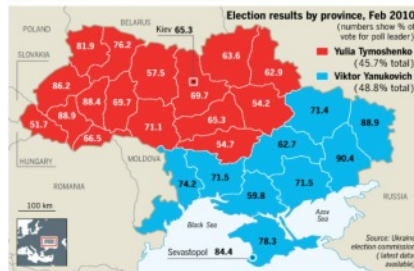 Election results by province, Feb 2010
(numbers show % of
vote for poll leader)
Yulia Tymoshenko
(45.7% total)
Viktor Yanukovich
(48.8% total)
POLAND
BELARUS
Kiev 65.3
SLOVAKIA
81.9
76.2
57.5
63.6
62.9
86.2
88.4
69.7
69.7
54.2
51.7
88.9
66.5
71.1
65.3
54.7
71.4
88.9
62.7
90.4
HUNGARY
MOLDOVA
74.2
71.5
59.8
71.5
ROMANIA
RUSSIA
100 km
Black Sea
Azov
Sea
Sevastopol 84.4
78.3
Source: Ukraine
election commission
(latest data
available)